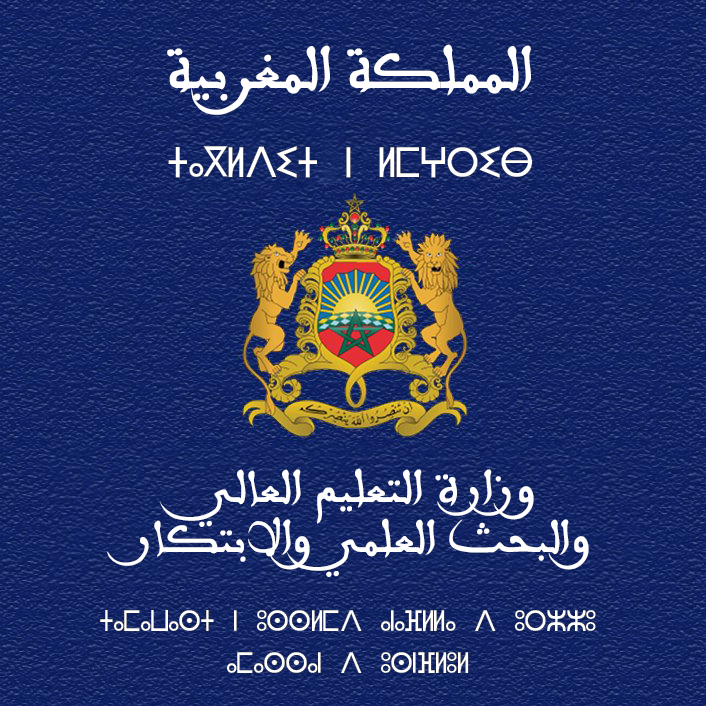 المملكة المغربية
ⵜⴰⴳⵍⴷⵉⵜ ⵏ ⵍⵎⵖⵔⵉⴱ
إن تنصروا الله ينصركم
وزارة التعليم العالي
والبحث العلمي والابتكار
ⵜⴰⵎⴰⵡⴰⵙⵜ ⵏ ⵓⵙⵙⵍⵎⴷ ⴰⵏⴰⴼⵍⵍⴰ ⴷ ⵓⵔⵣⵣⵓ
ⴰⵎⴰⵙⵙⴰⵏ ⴷ ⵓⵙⵏⴼⵍⵓⵍ